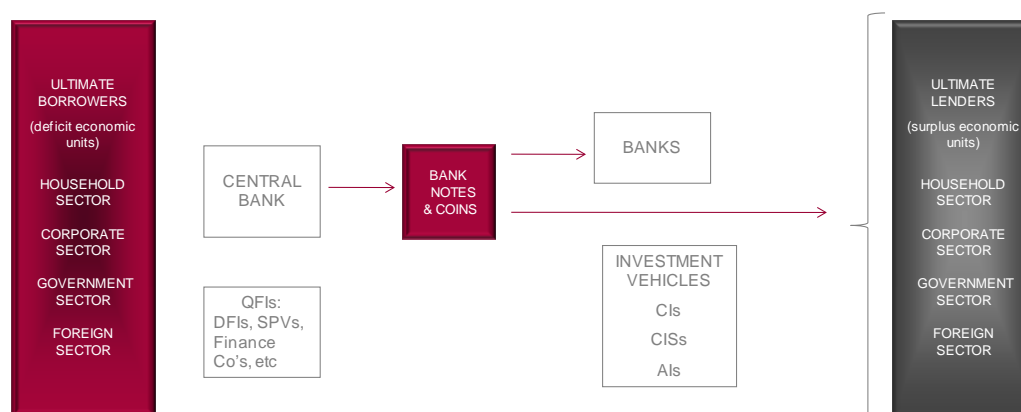 ULTIMATE
BORROWERS
(deficit economic
units)
HOUSEHOLD
SECTOR
CORPORATE
SECTOR
GOVERNMENT
SECTOR
FOREIGN
SECTOR
CENTRAL
BANK
QFIs:
DFIs, SPVs,
Finance
Co's, etc
BANK
NOTES
& COINS
BANKS
INVESTMENT
VEHICLES
CIs
CISs
AIs
ULTIMATE
LENDERS
(surplus economic
units)
HOUSEHOLD
SECTOR
CORPORATE
SECTOR
GOVERNMENT
SECTOR
FOREIGN
SECTOR